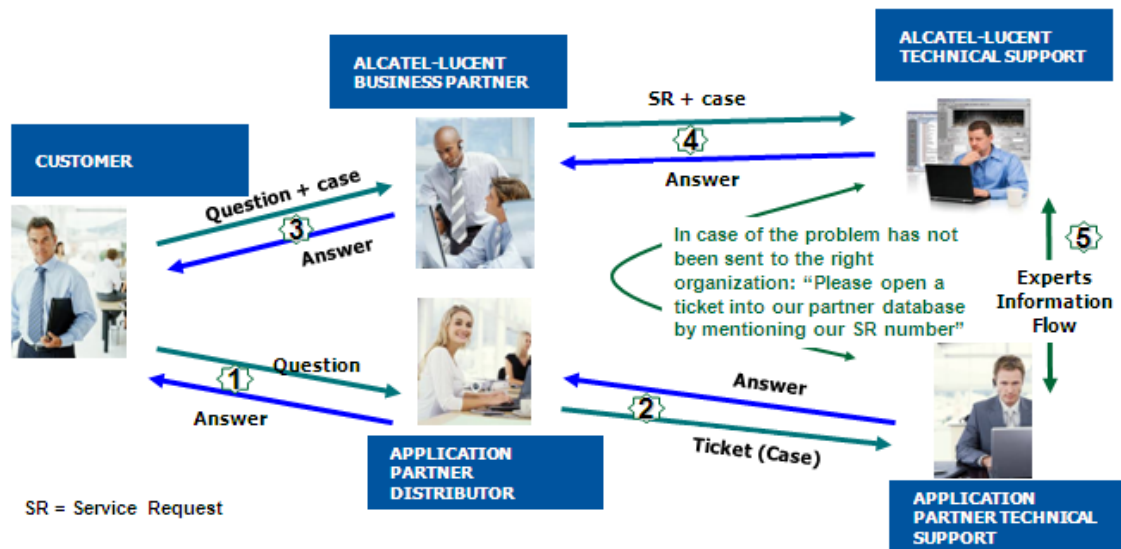 ALCATEL-LUCENT
BUSINESS PARTNER
ALCATEL-LUCENT
TECHNICAL SUPPORT
CUSTOMER
SR + case
4
Answer
Question + case
3
Answer
In case of the problem has not
been sent to the right
organization: “Please open a
ticket into our partner database
by mentioning our SR number”
5
Experts
Information
Flow
Question
1
Answer
Answer
2
Ticket (Case)
APPLICATION
PARTNER
DISTRIBUTOR
APPLICATION
PARTNER TECHNICAL
SUPPORT
SR = Service Request